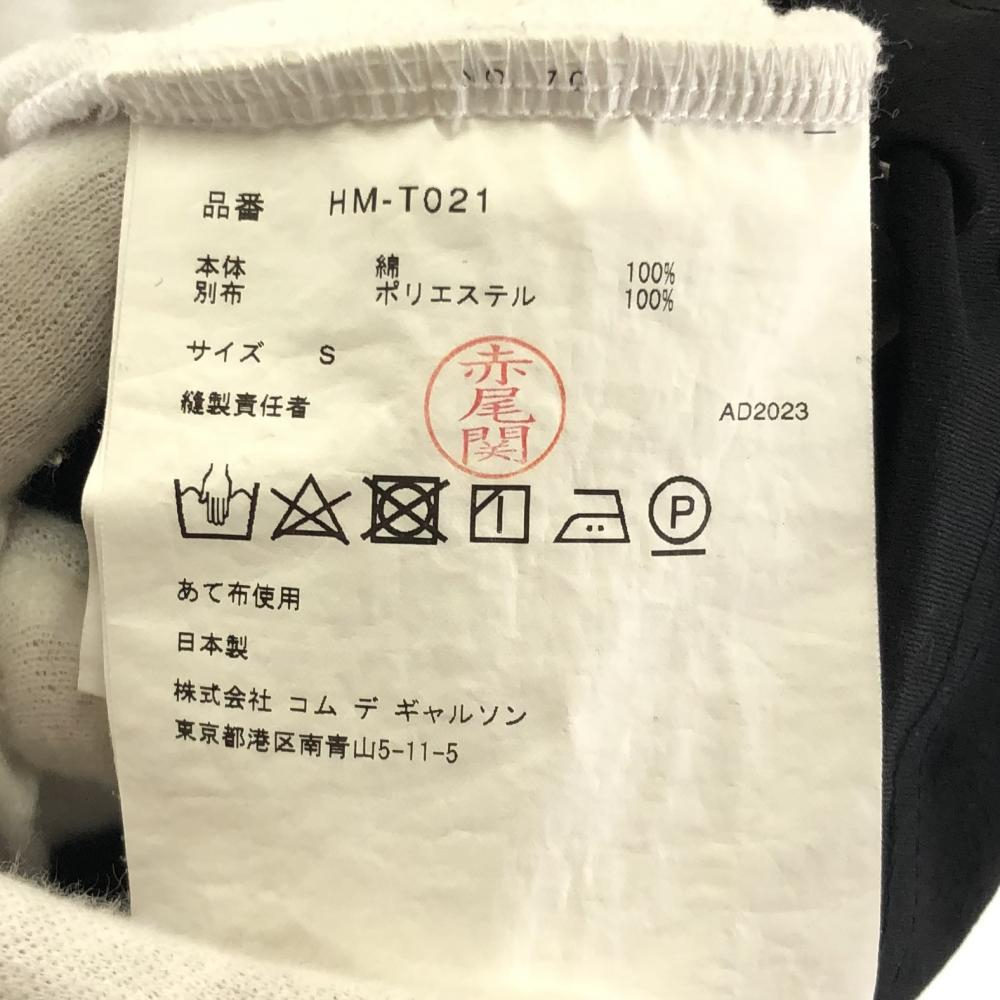 品番 HM-T021
本体 綿 100%
別布 ポリエステル 100%
サイズ S
赤尾関
縫製責任者 AD2023
P
あて布使用
日本製
株式会社 コム デ ギャルソン
東京都港区南青山5-11-5